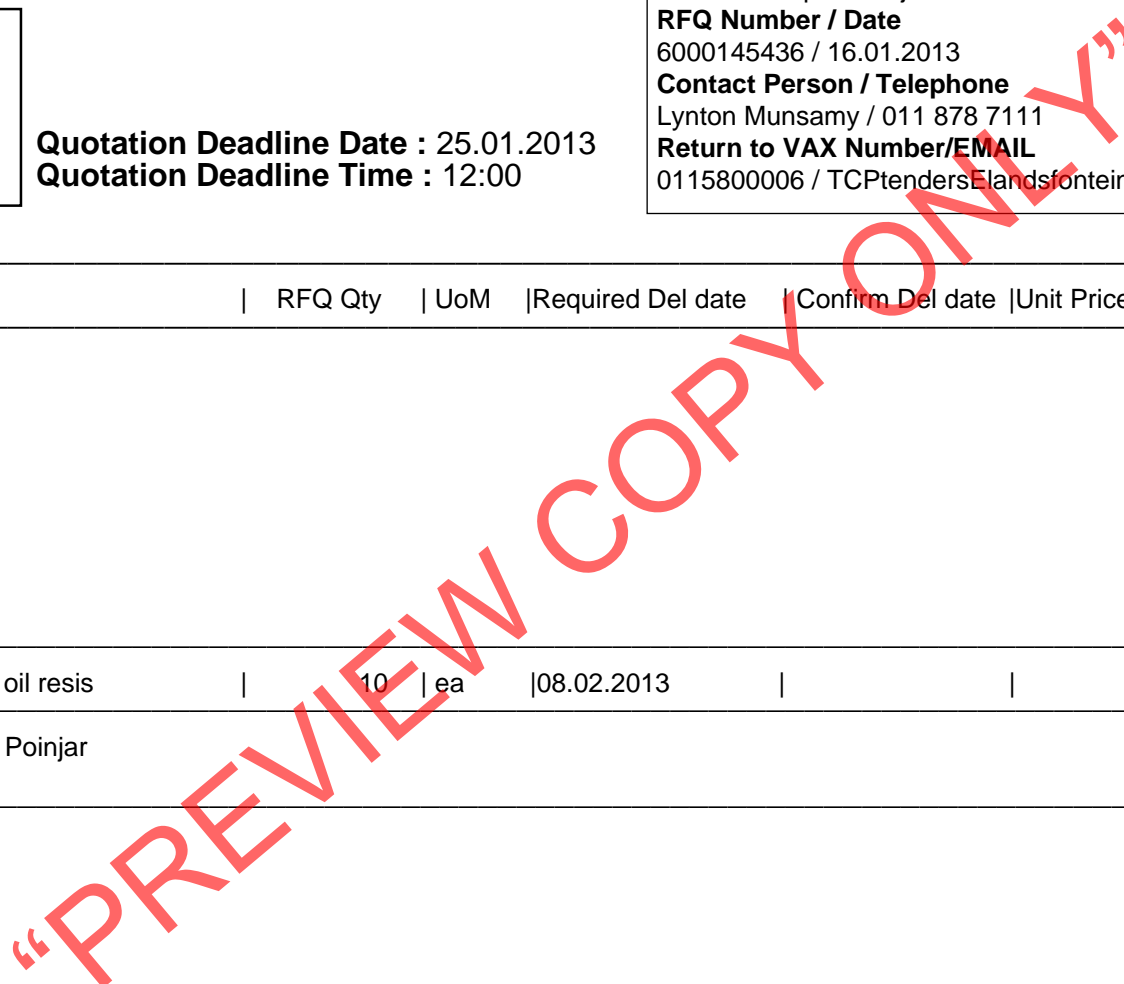 RFQ Number / Date
6000145436 / 16.01.2013
Contact Person / Telephone
Lynton Munsamy / 011 878 7111
Return to VAX Number/EMAIL
0115800006 / TCPtendersElandsfontein
Quotation Deadline Date : 25.01.2013
Quotation Deadline Time : 12:00
| RFQ Qty | UoM |Required Del date | Confirm Del date |Unit Price
oil resis | 10 | ea |08.02.2013 | |
Poinjar
“PREVIEW COPY ONLY”